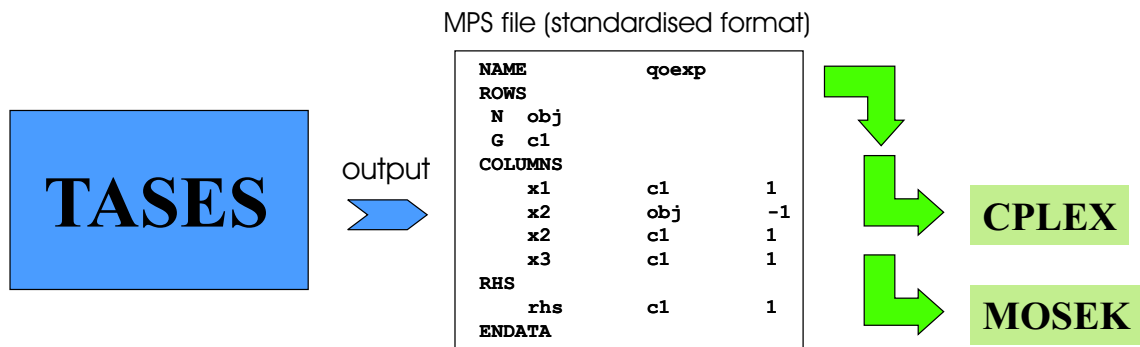 MPS file (standardised format)
TASES
output
NAME qoexp
ROWS
N obj
G c1
COLUMNS
x1 c1 1
x2 obj -1
x2 c1 1
x3 c1 1
RHS
rhs c1 1
ENDATA
CPLEX
MOSEK